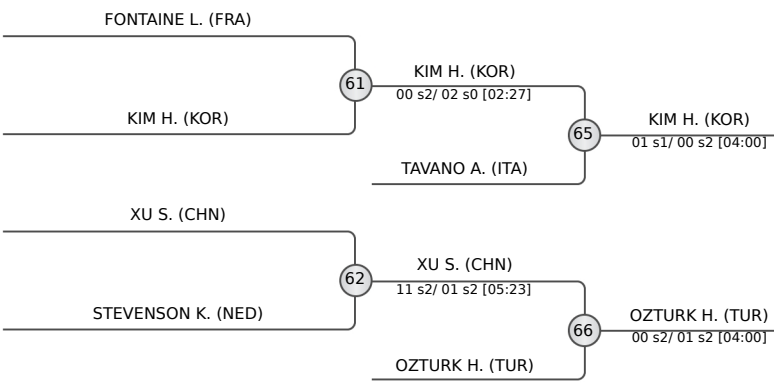 FONTAINE L. (FRA)
61
KIM H. (KOR)
00 s2/ 02 s0 [02:27]
KIM H. (KOR)
KIM H. (KOR)
65
01 s1/ 00 s2 [04:00]
TAVANO A. (ITA)
XU S. (CHN)
62
XU S. (CHN)
11 s2/ 01 s2 [05:23]
STEVENSON K. (NED)
OZTURK H. (TUR)
66
00 s2/ 01 s2 [04:00]
OZTURK H. (TUR)